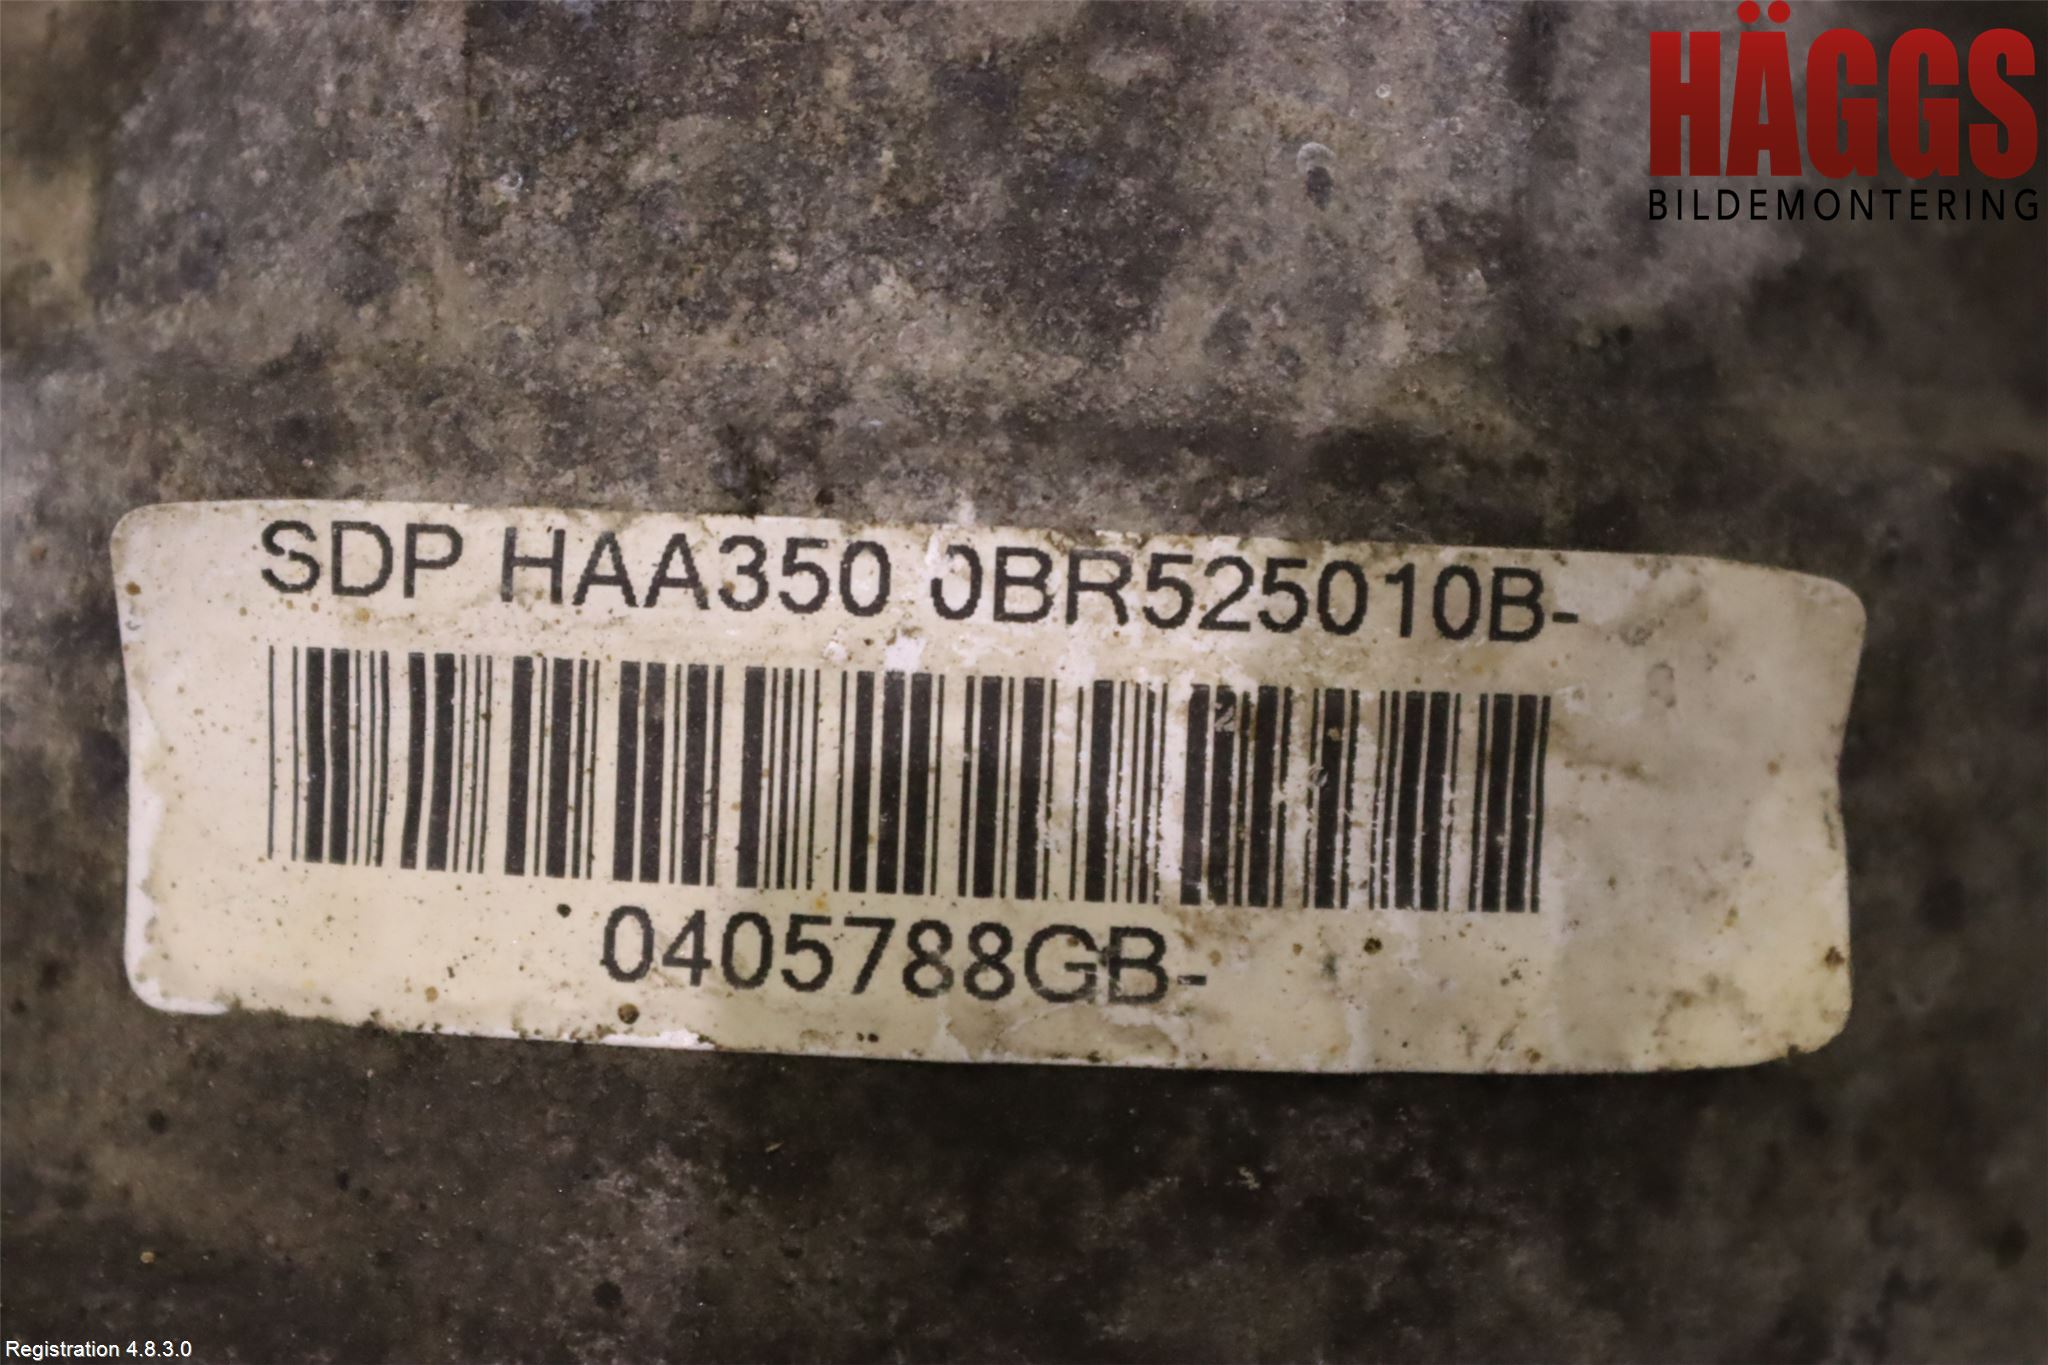 HÄGGS
BILDEMONTERING
SDP HAA350 0BR525010B-
0405788GB-
Registration 4.8.3.0